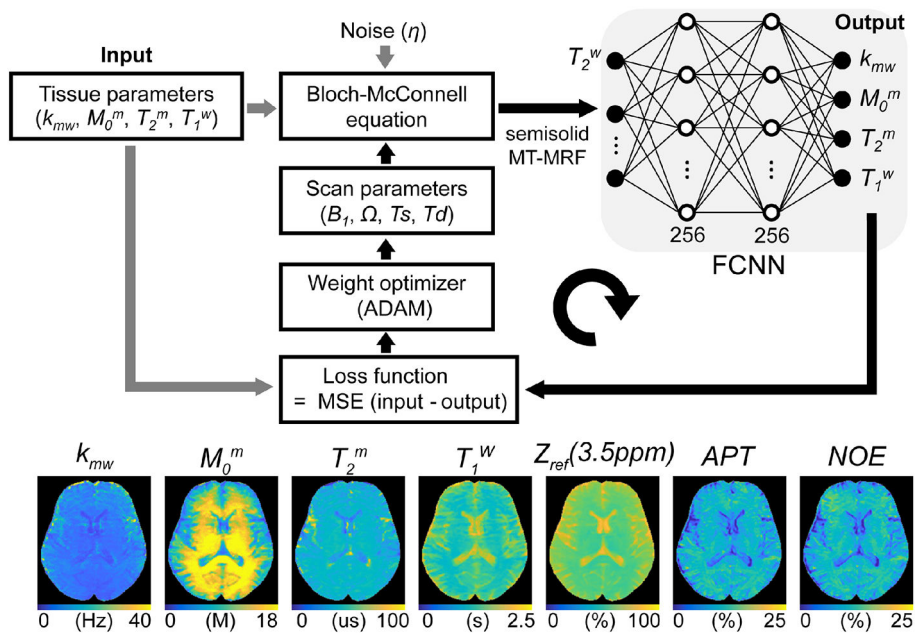 Input
Tissue parameters
(k_mw, M_0^m, T_2^m, T_1^w)
Noise (η)
Bloch-McConnell
equation
semisolid
MT-MRF
Scan parameters
(B_1, Ω, Ts, Td)
Weight optimizer
(ADAM)
Loss function
= MSE (input - output)
T_2^w
⋮
⋮
⋮
256
256
FCNN
Output
k_mw
M_0^m
T_2^m
T_1^w
k_mw
M_0^m
T_2^m
T_1^w
Z_ref(3.5ppm)
APT
NOE
0 (Hz) 40
0 (M) 18
0 (us) 100
0 (s) 2.5
0 (%) 100
0 (%) 25
0 (%) 25